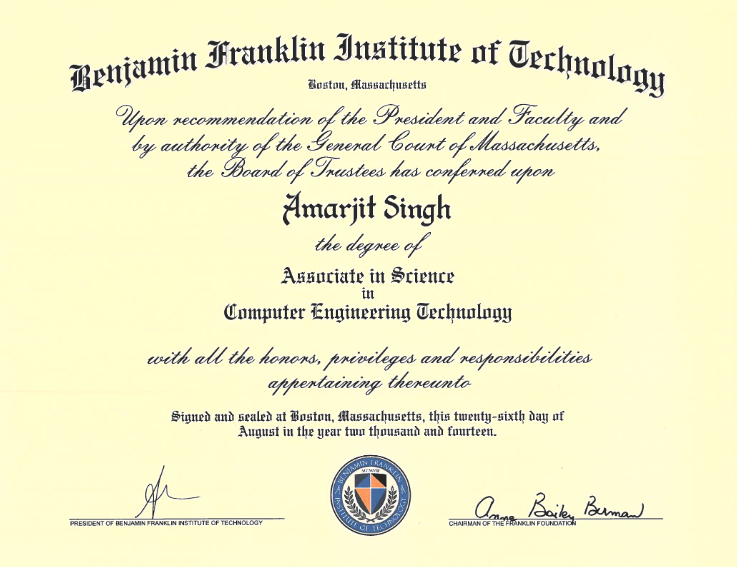 Benjamin Franklin Institute of Technology
Boston, Massachusetts
Upon recommendation of the President and Faculty and
by authority of the General Court of Massachusetts,
the Board of Trustees has conferred upon
Amarjit Singh
the degree of
Associate in Science
in
Computer Engineering Technology
with all the honors, privileges and responsibilities
appertaining thereunto
Signed and sealed at Boston, Massachusetts, this twenty-sixth day of
August in the year two thousand and fourteen.
BENJAMIN FRANKLIN
MCMVIII
INSTITUTE OF TECHNOLOGY
Anne Bailey Berman
PRESIDENT OF BENJAMIN FRANKLIN INSTITUTE OF TECHNOLOGY
CHAIRMAN OF THE FRANKLIN FOUNDATION